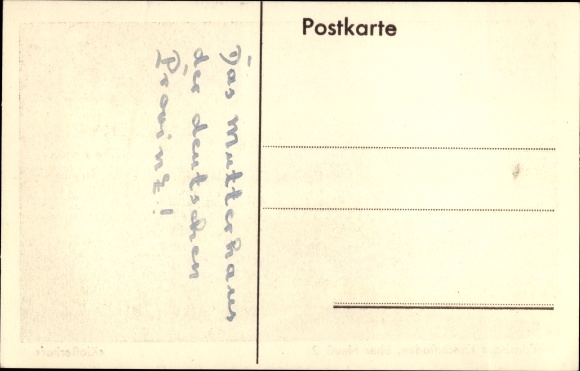 Postkarte
Das Mutterhaus
der deutschen
Provinz!